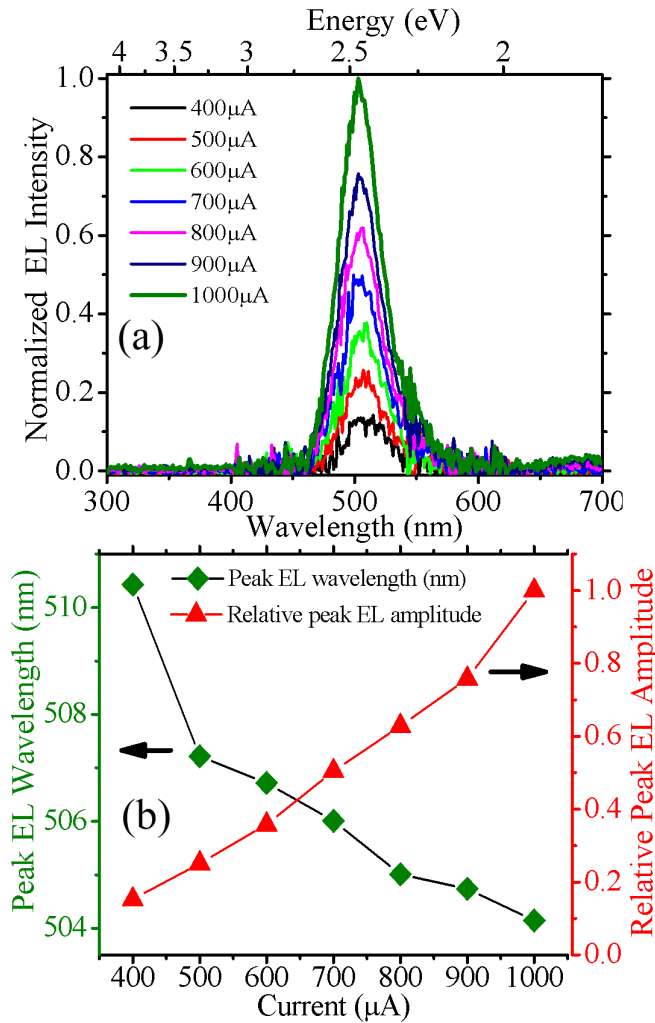 Energy (eV)
4 3.5 3 2.5 2
1.0
0.8
0.6
0.4
0.2
0.0
Normalized EL Intensity
400μA
500μA
600μA
700μA
800μA
900μA
1000μA
(a)
300 400 500 600 700
Wavelength (nm)
510
508
506
504
Peak EL Wavelength (nm)
Peak EL wavelength (nm)
Relative peak EL amplitude
(b)
1.0
0.8
0.6
0.4
0.2
0.0
Relative Peak EL Amplitude
400 500 600 700 800 900 1000
Current (μA)